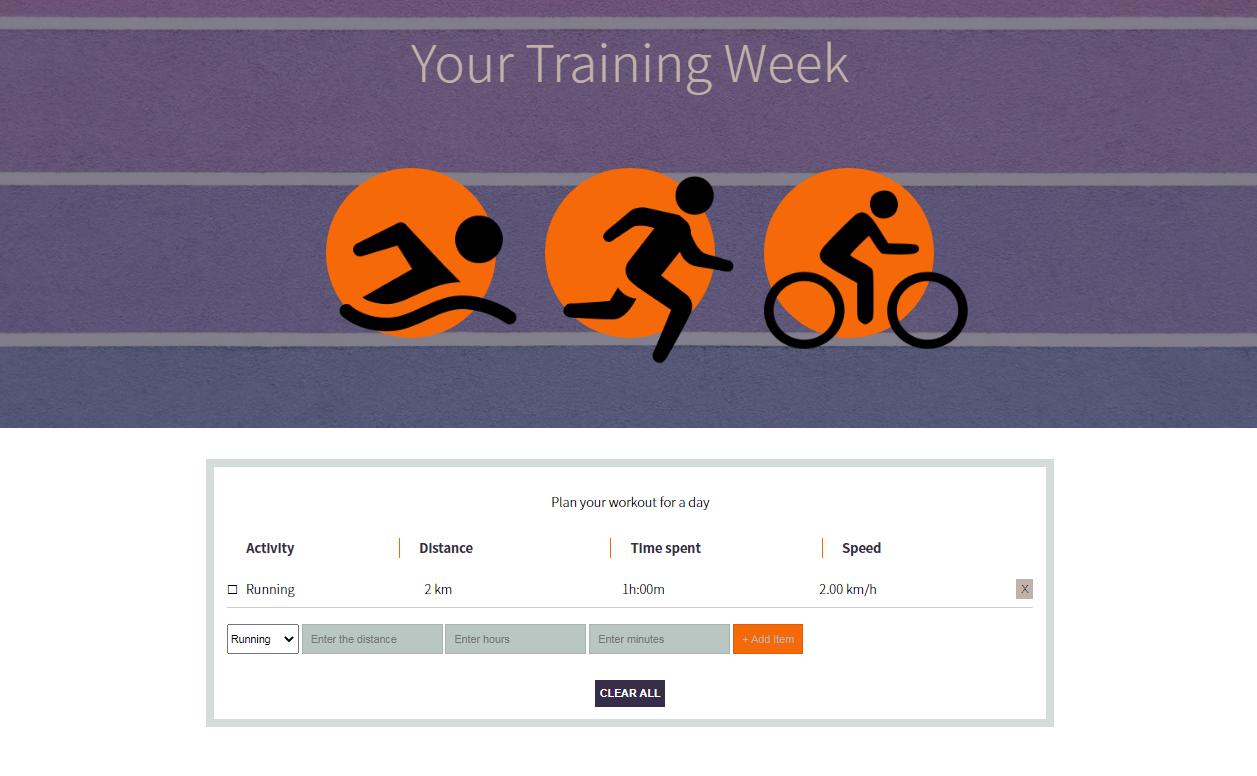 Your Training Week
Plan your workout for a day
Activity Distance Time spent Speed
Running 2 km 1h:00m 2.00 km/h X
Running Enter the distance Enter hours Enter minutes + Add Item
CLEAR ALL